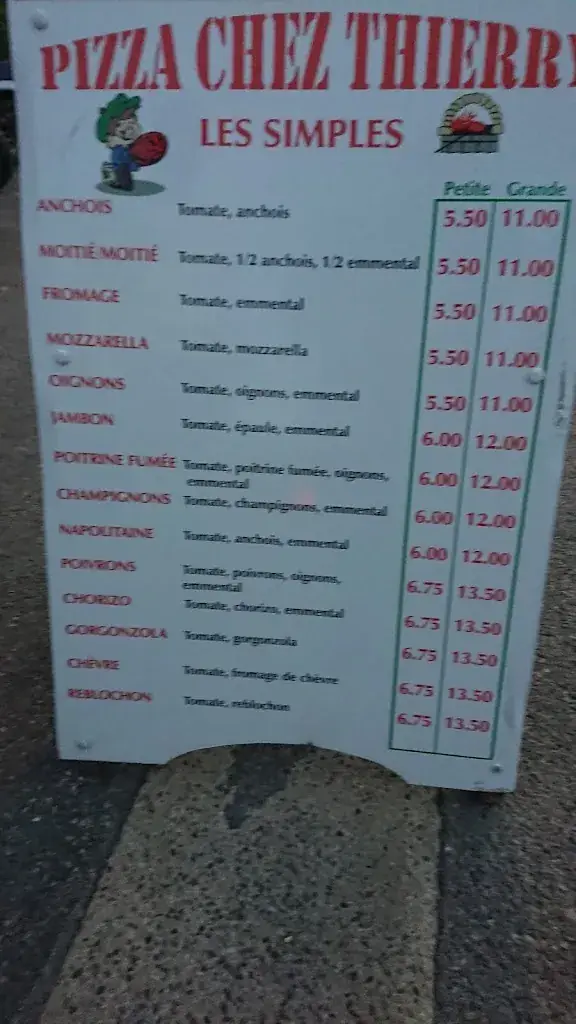 PIZZA CHEZ THIERRY
LES SIMPLES
Petite Grande
ANCHOIS Tomate, anchois 5.50 11.00
MOITIÉ/MOITIÉ Tomate, 1/2 anchois, 1/2 emmental 5.50 11.00
FROMAGE Tomate, emmental 5.50 11.00
MOZZARELLA Tomate, mozzarella 5.50 11.00
OIGNONS Tomate, oignons, emmental 5.50 11.00
JAMBON Tomate, épaule, emmental 6.00 12.00
POITRINE FUMÉE Tomate, poitrine fumée, oignons, 6.00 12.00
emmental
CHAMPIGNONS Tomate, champignons, emmental 6.00 12.00
NAPOLITAINE Tomate, anchois, emmental 6.00 12.00
POIVRONS Tomate, poivrons, oignons, 6.75 13.50
emmental
CHORIZO Tomate, chorizo, emmental 6.75 13.50
GORGONZOLA Tomate, gorgonzola 6.75 13.50
CHÈVRE Tomate, fromage de chèvre 6.75 13.50
REBLOCHON Tomate, reblochon 6.75 13.50